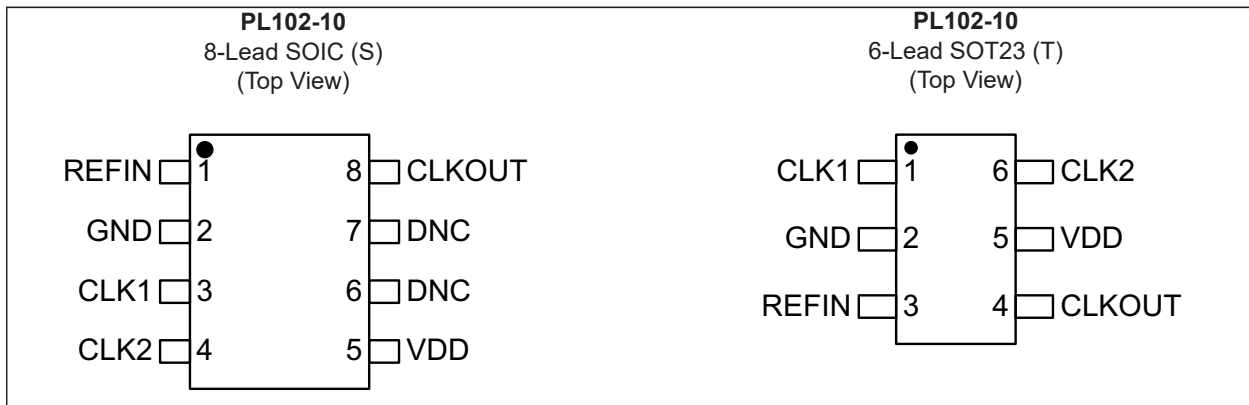 PL102-10
8-Lead SOIC (S)
(Top View)
REFIN 1 8 CLKOUT
GND 2 7 DNC
CLK1 3 6 DNC
CLK2 4 5 VDD
PL102-10
6-Lead SOT23 (T)
(Top View)
CLK1 1 6 CLK2
GND 2 5 VDD
REFIN 3 4 CLKOUT